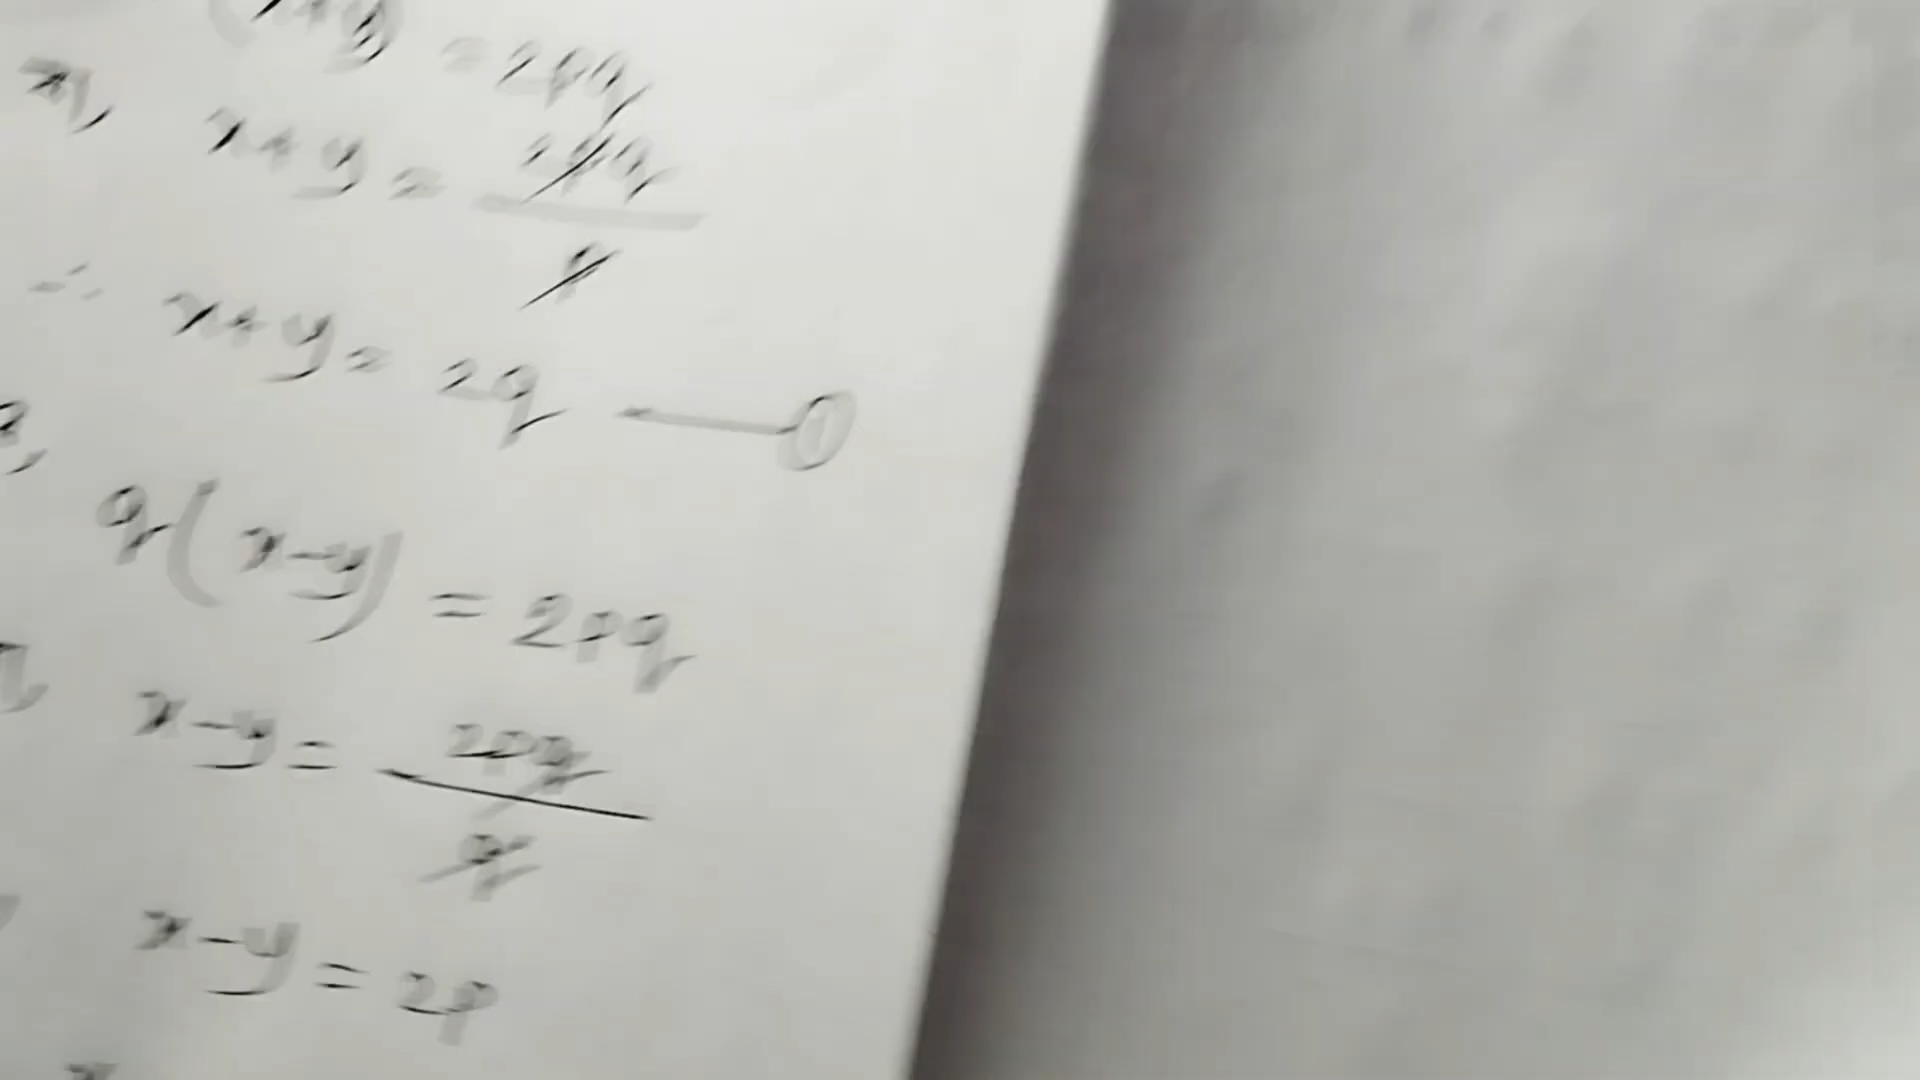 (x+y) = 2pq
বা, x+y = 2pq / p
∴ x+y = 2q —— ①
q(x-y) = 2pq
x-y = 2pq / q
x-y = 2p